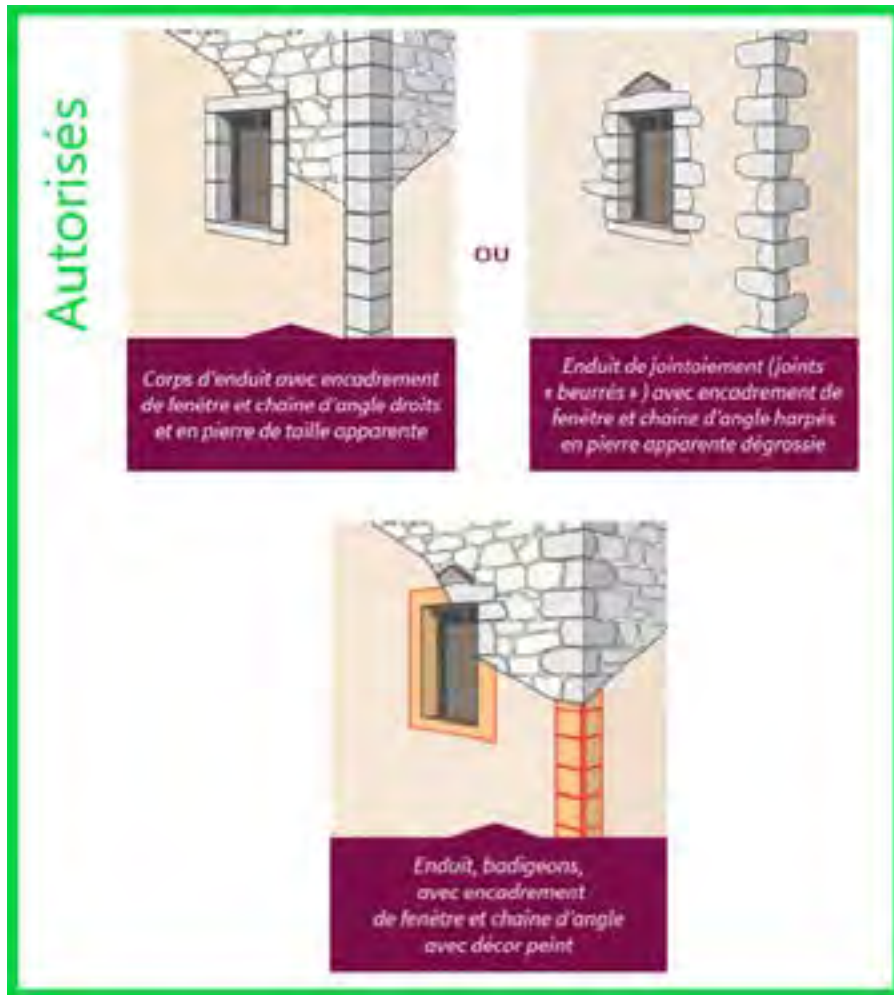 Autorisés
Corps d'enduit avec encadrement
de fenêtre et chaîne d'angle droits
et en pierre de taille apparente
OU
Enduit de jointoiement (joints
« beurrés » ) avec encadrement de
fenêtre et chaîne d'angle harpés
en pierre apparente dégrossie
Enduit, badigeons,
avec encadrement
de fenêtre et chaîne d'angle
avec décor peint